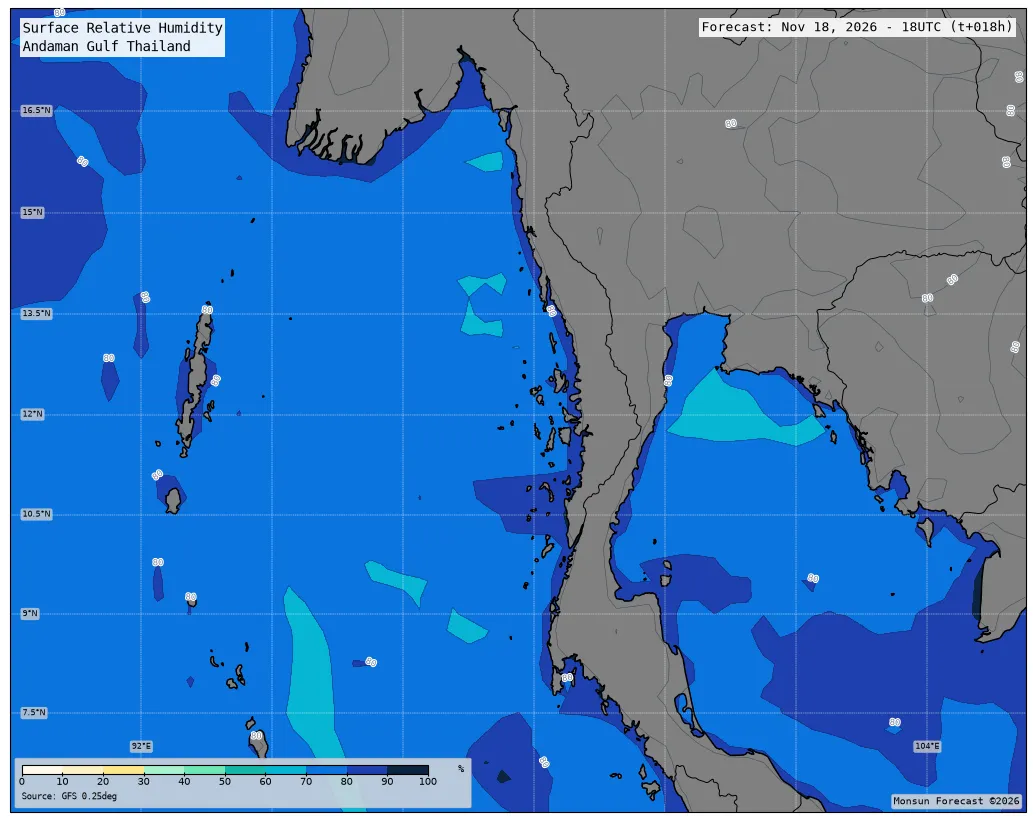 Surface Relative Humidity
Andaman Gulf Thailand
Forecast: Nov 18, 2026 - 18UTC (t+018h)
80
80
80
80
16.5°N
80
80
80
15°N
80
80
80
80
13.5°N
80
80
80
80
80
12°N
80
10.5°N
80
80
80
9°N
80
80
7.5°N
80
80
92°E
104°E
80
%
0 10 20 30 40 50 60 70 80 90 100
Source: GFS 0.25deg
Monsun Forecast ©2026